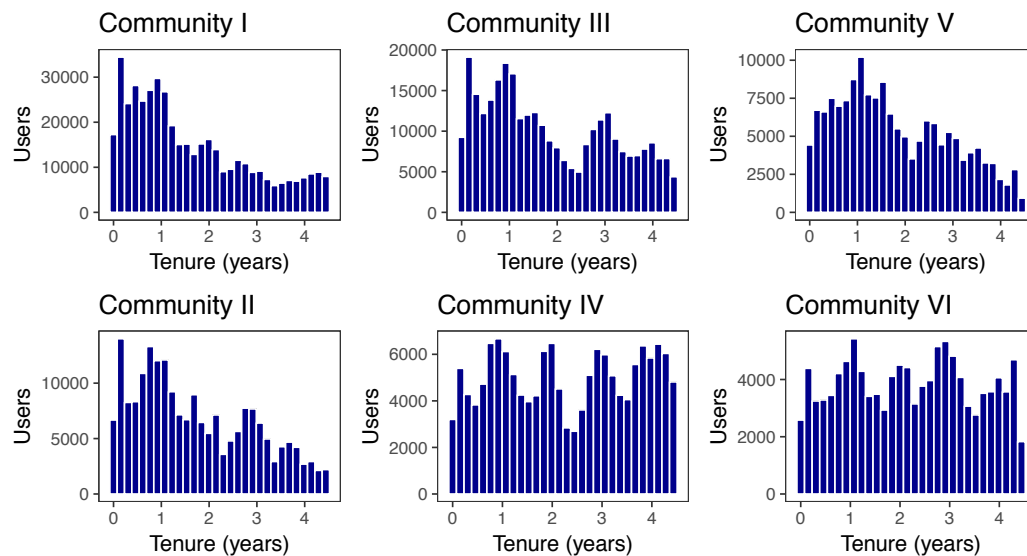 Community I
Users
30000
20000
10000
0
0 1 2 3 4
Tenure (years)
Community III
Users
20000
15000
10000
5000
0
0 1 2 3 4
Tenure (years)
Community V
Users
10000
7500
5000
2500
0
0 1 2 3 4
Tenure (years)
Community II
Users
10000
5000
0
0 1 2 3 4
Tenure (years)
Community IV
Users
6000
4000
2000
0
0 1 2 3 4
Tenure (years)
Community VI
Users
4000
2000
0
0 1 2 3 4
Tenure (years)